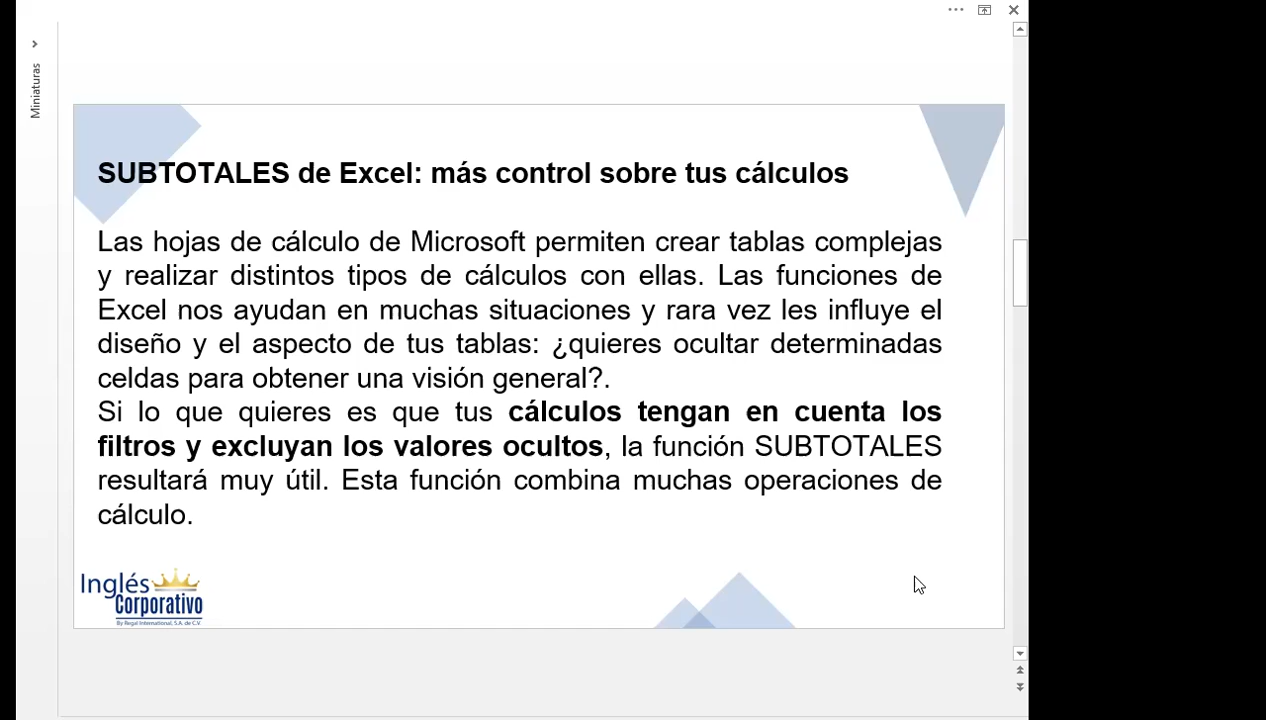 Miniaturas
SUBTOTALES de Excel: más control sobre tus cálculos
Las hojas de cálculo de Microsoft permiten crear tablas complejas
y realizar distintos tipos de cálculos con ellas. Las funciones de
Excel nos ayudan en muchas situaciones y rara vez les influye el
diseño y el aspecto de tus tablas: ¿quieres ocultar determinadas
celdas para obtener una visión general?.
Si lo que quieres es que tus cálculos tengan en cuenta los
filtros y excluyan los valores ocultos, la función SUBTOTALES
resultará muy útil. Esta función combina muchas operaciones de
cálculo.
Inglés
Corporativo
By Regal International, S.A. de C.V.